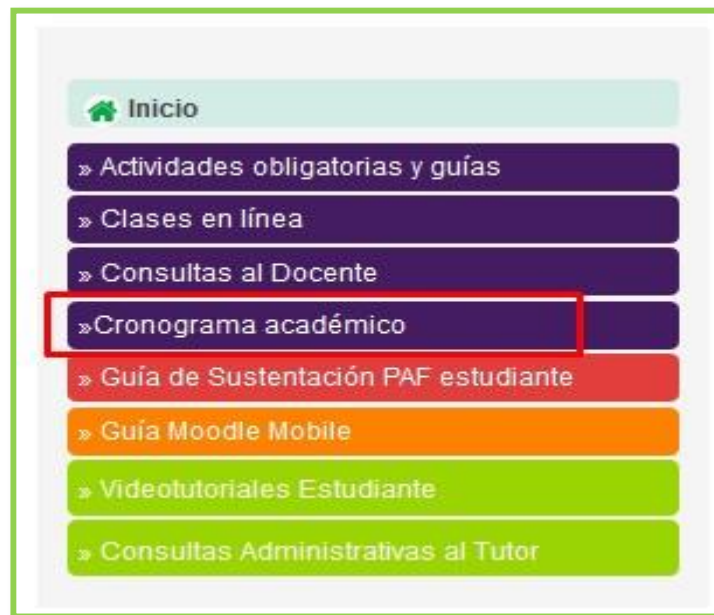 Inicio
» Actividades obligatorias y guías
» Clases en línea
» Consultas al Docente
»Cronograma académico
» Guía de Sustentación PAF estudiante
» Guía Moodle Mobile
» Videotutoriales Estudiante
» Consultas Administrativas al Tutor